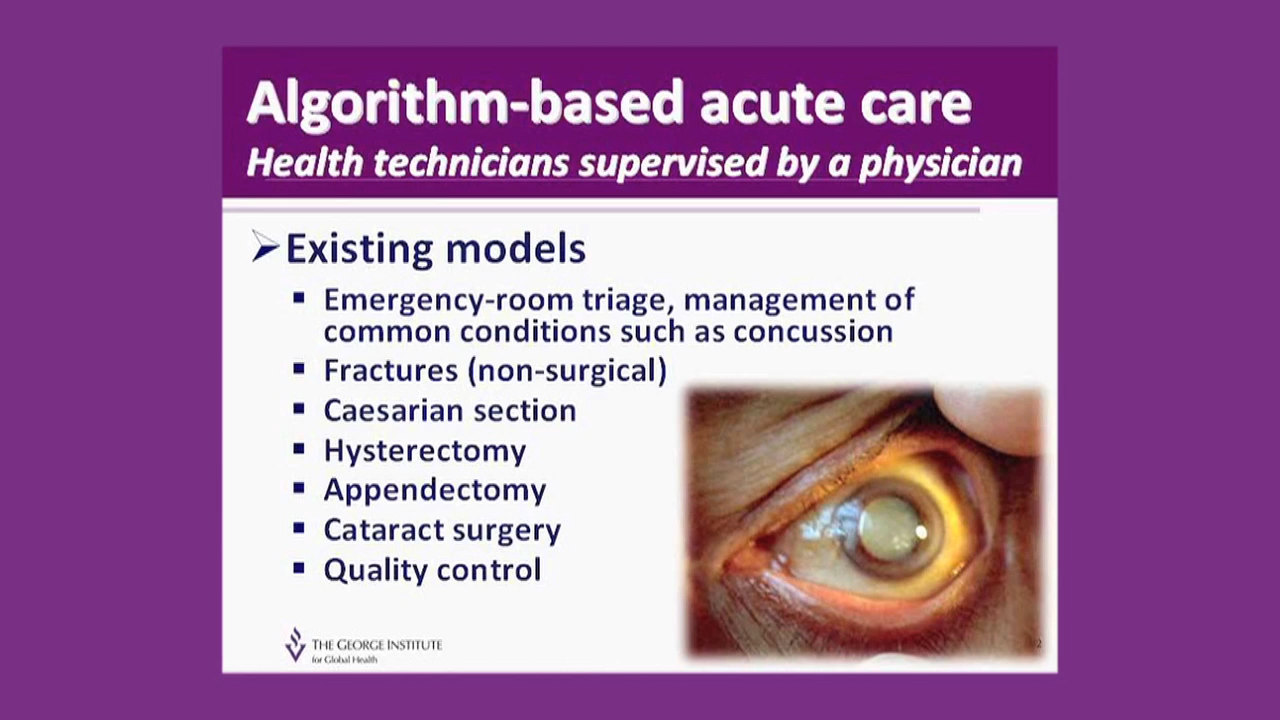 Algorithm-based acute care
Health technicians supervised by a physician
Existing models
Emergency-room triage, management of
common conditions such as concussion
Fractures (non-surgical)
Caesarian section
Hysterectomy
Appendectomy
Cataract surgery
Quality control
THE GEORGE INSTITUTE
for Global Health
2